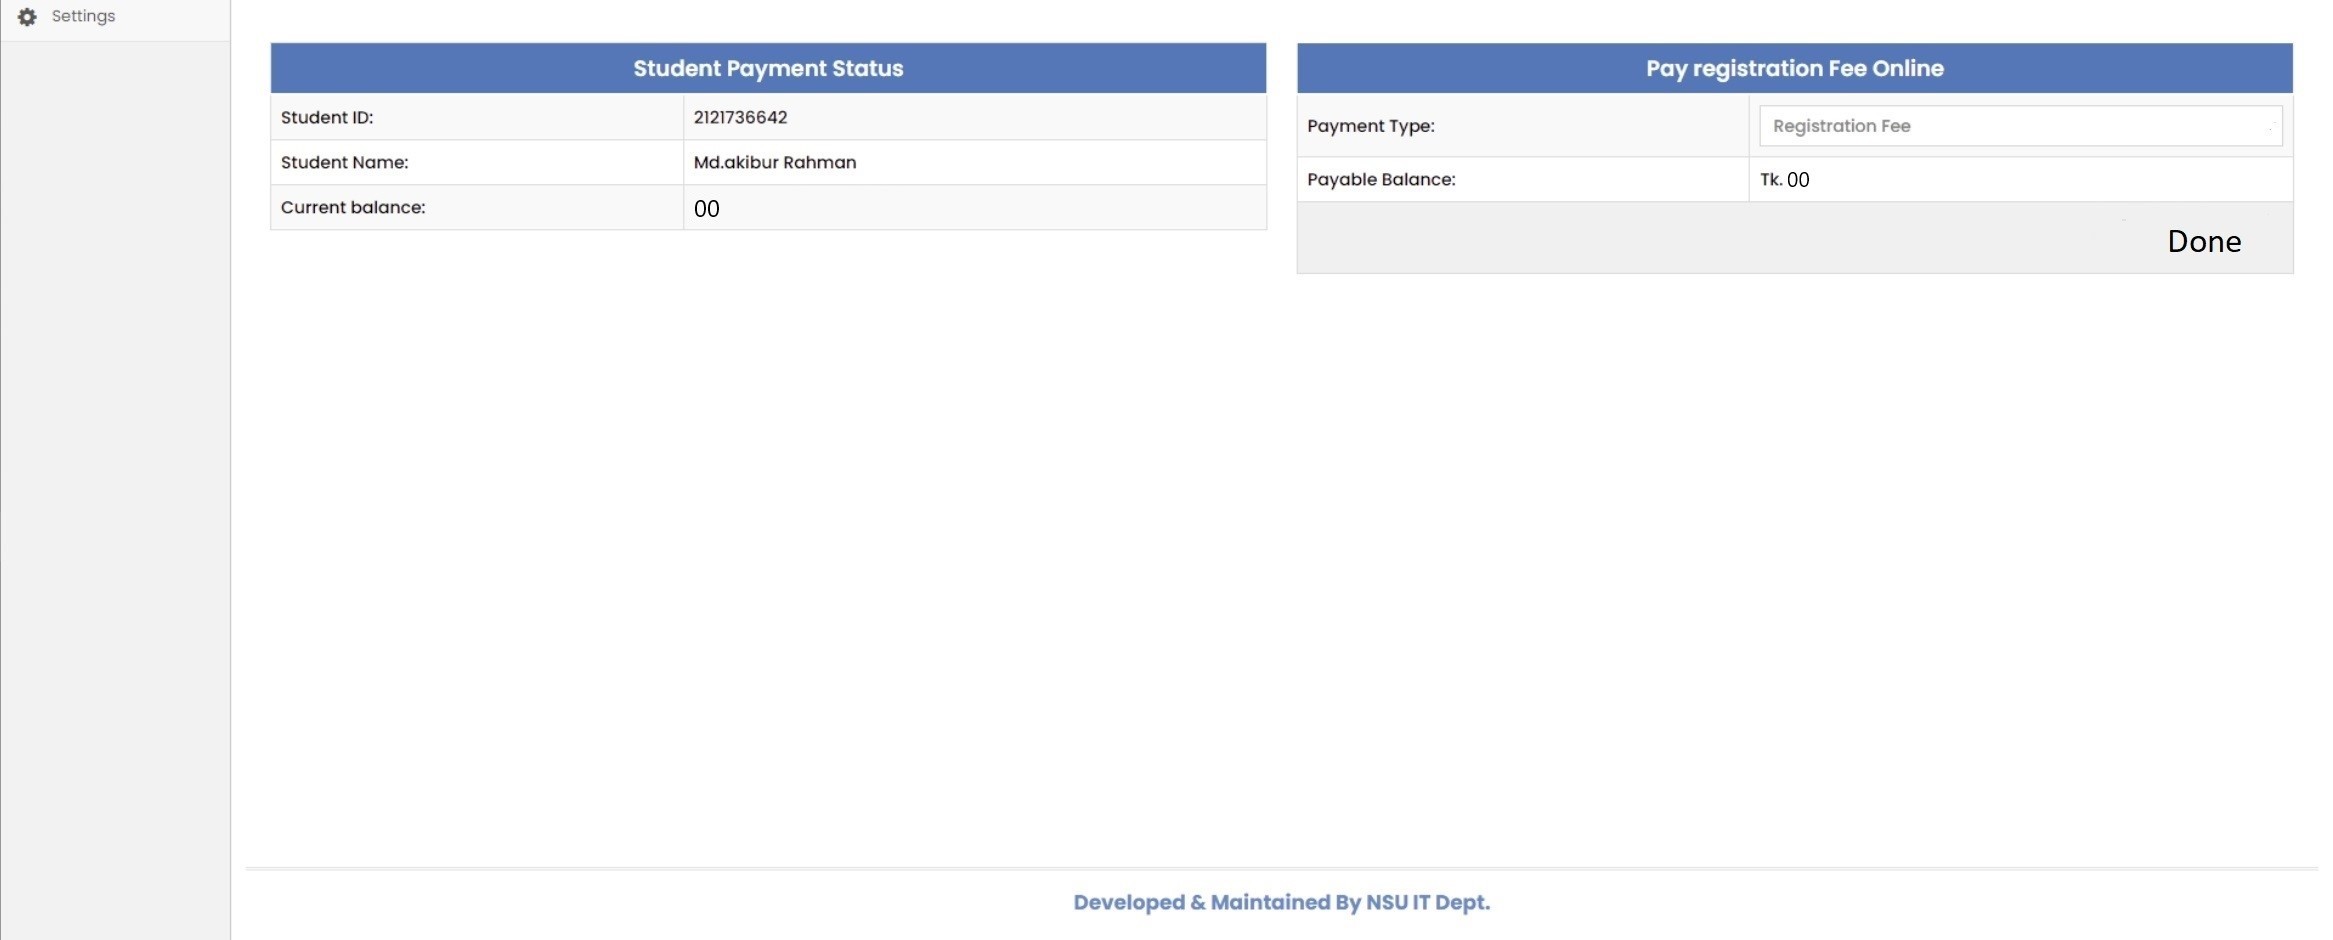 Settings
Student Payment Status
Student ID: 2121736642
Student Name: Md.akibur Rahman
Current balance: 00
Pay registration Fee Online
Payment Type: Registration Fee
Payable Balance: Tk. 00
Done
Developed & Maintained By NSU IT Dept.